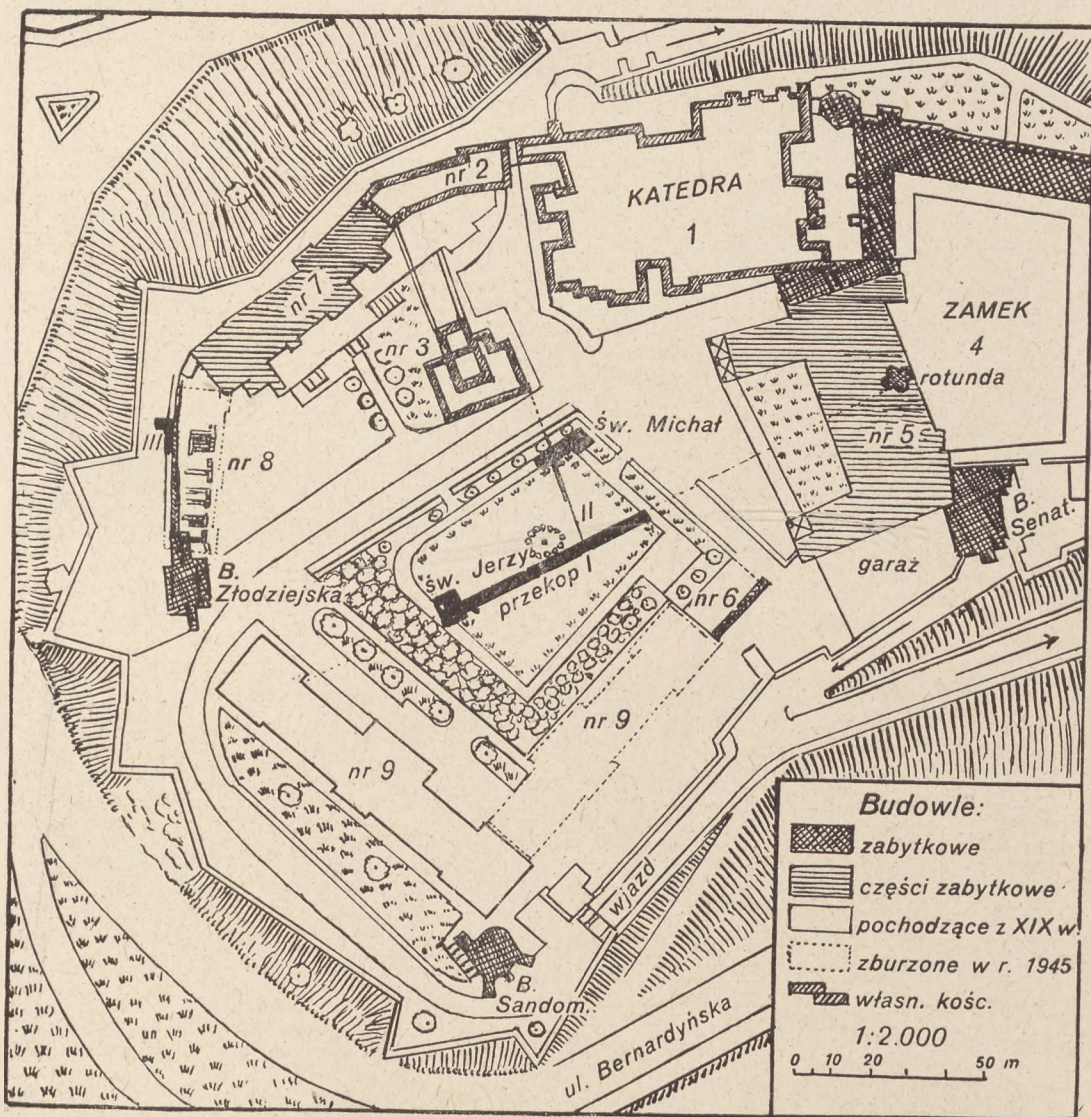 nr 2
KATEDRA
1
nr 7
ZAMEK
4
nr 3
rotunda
św. Michał
III
nr 8
nr 5
II
B.
Senat.
B.
Złodziejska
św. Jerzy
przekop I
garaż
nr 6
nr 9
nr 9
wjazd
B.
Sandom.
ul. Bernardyńska
Budowle:
zabytkowe
części zabytkowe
pochodzące z XIX w.
zburzone w r. 1945
własn. kośc.
1:2.000
0 10 20 50 m